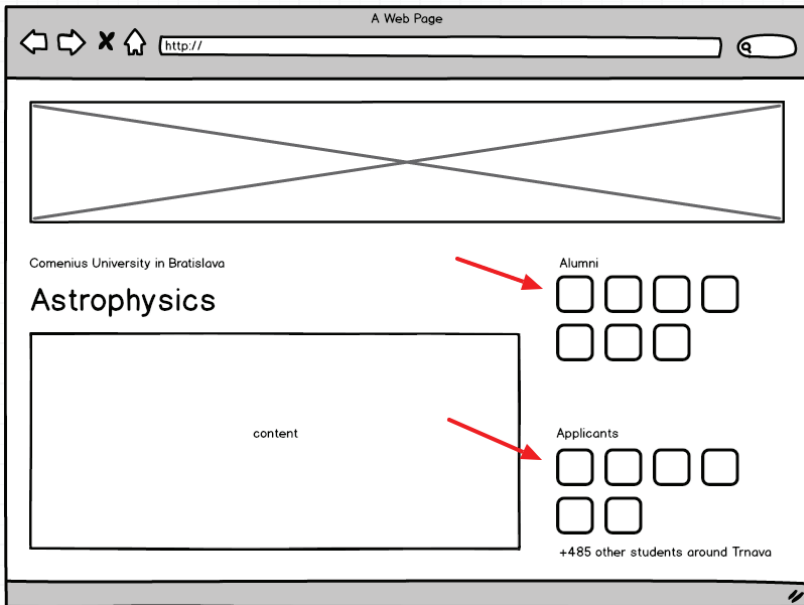 A Web Page
http://
Comenius University in Bratislava
Astrophysics
content
Alumni
Applicants
+485 other students around Trnava